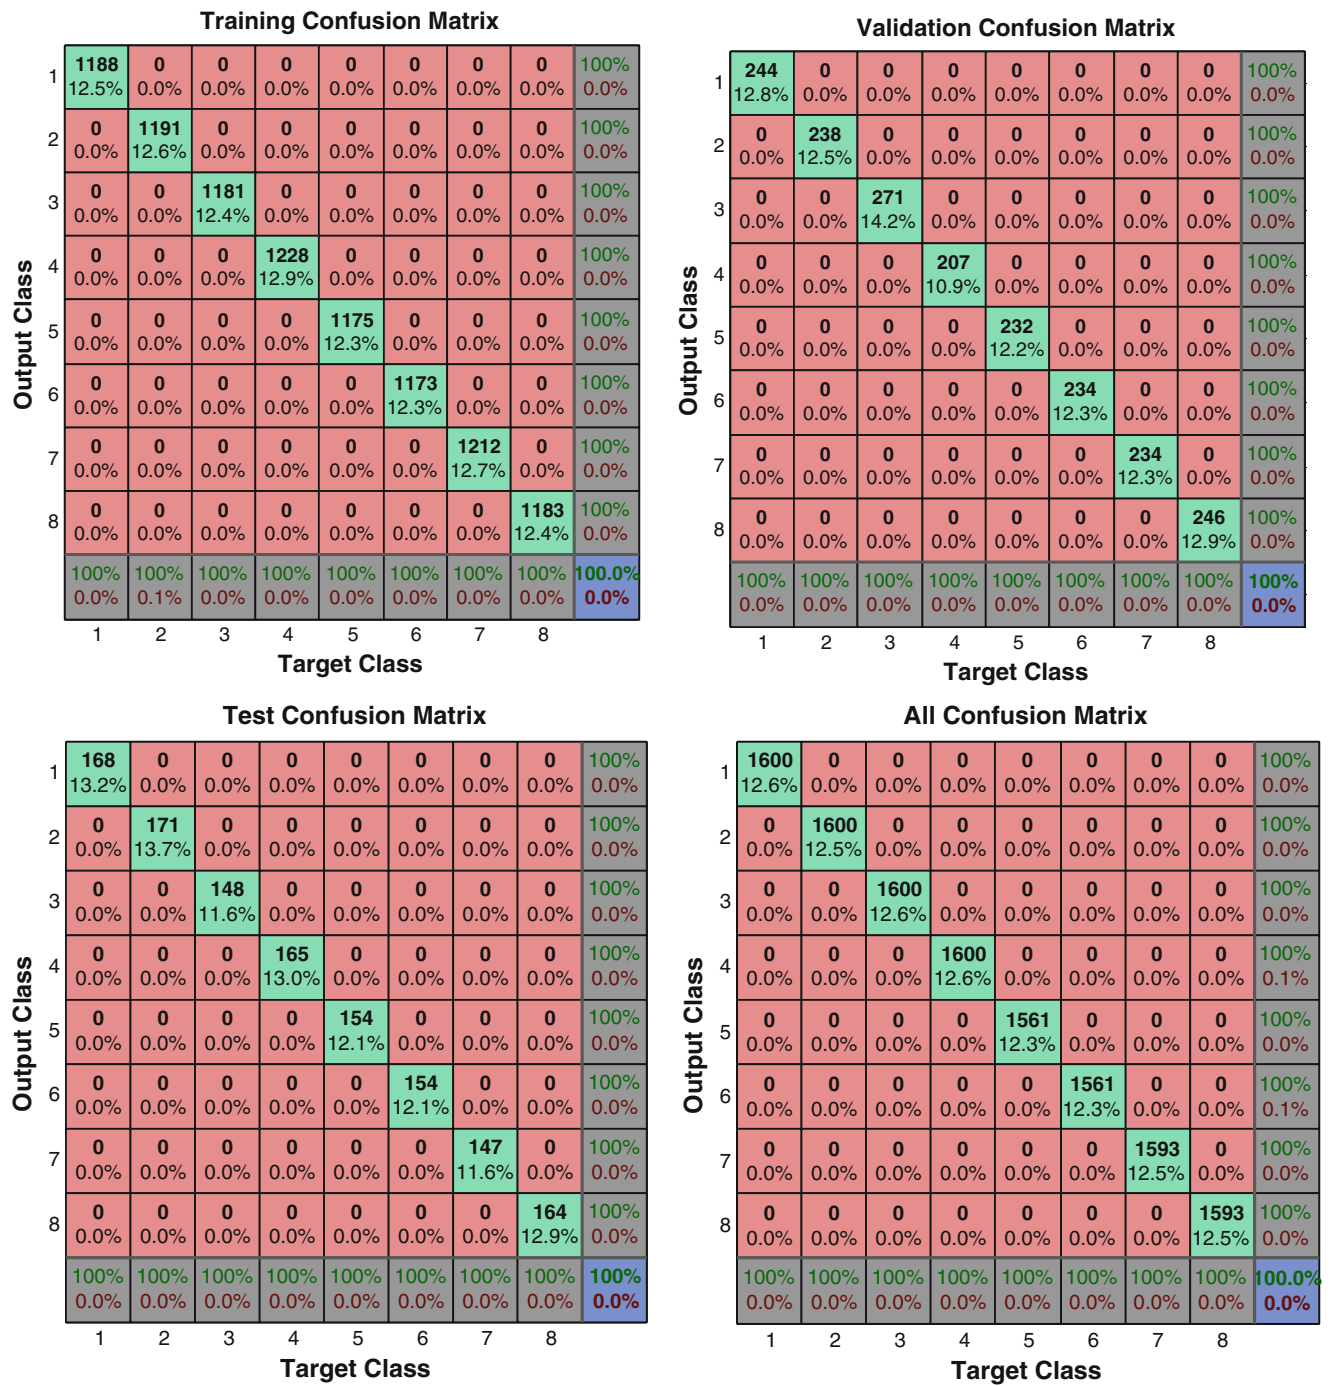 Training Confusion Matrix
1 1188 0 0 0 0 0 0 0 100%
12.5% 0.0% 0.0% 0.0% 0.0% 0.0% 0.0% 0.0% 0.0%
2 0 1191 0 0 0 0 0 0 100%
0.0% 12.6% 0.0% 0.0% 0.0% 0.0% 0.0% 0.0% 0.0%
3 0 0 1181 0 0 0 0 0 100%
0.0% 0.0% 12.4% 0.0% 0.0% 0.0% 0.0% 0.0% 0.0%
4 0 0 0 1228 0 0 0 0 100%
0.0% 0.0% 0.0% 12.9% 0.0% 0.0% 0.0% 0.0% 0.0%
5 0 0 0 0 1175 0 0 0 100%
0.0% 0.0% 0.0% 0.0% 12.3% 0.0% 0.0% 0.0% 0.0%
6 0 0 0 0 0 1173 0 0 100%
0.0% 0.0% 0.0% 0.0% 0.0% 12.3% 0.0% 0.0% 0.0%
7 0 0 0 0 0 0 1212 0 100%
0.0% 0.0% 0.0% 0.0% 0.0% 0.0% 12.7% 0.0% 0.0%
8 0 0 0 0 0 0 0 1183 100%
0.0% 0.0% 0.0% 0.0% 0.0% 0.0% 0.0% 12.4% 0.0%
100% 100% 100% 100% 100% 100% 100% 100% 100.0%
0.0% 0.1% 0.0% 0.0% 0.0% 0.0% 0.0% 0.0% 0.0%
1 2 3 4 5 6 7 8
Target Class
Output Class
Validation Confusion Matrix
1 244 0 0 0 0 0 0 0 100%
12.8% 0.0% 0.0% 0.0% 0.0% 0.0% 0.0% 0.0% 0.0%
2 0 238 0 0 0 0 0 0 100%
0.0% 12.5% 0.0% 0.0% 0.0% 0.0% 0.0% 0.0% 0.0%
3 0 0 271 0 0 0 0 0 100%
0.0% 0.0% 14.2% 0.0% 0.0% 0.0% 0.0% 0.0% 0.0%
4 0 0 0 207 0 0 0 0 100%
0.0% 0.0% 0.0% 10.9% 0.0% 0.0% 0.0% 0.0% 0.0%
5 0 0 0 0 232 0 0 0 100%
0.0% 0.0% 0.0% 0.0% 12.2% 0.0% 0.0% 0.0% 0.0%
6 0 0 0 0 0 234 0 0 100%
0.0% 0.0% 0.0% 0.0% 0.0% 12.3% 0.0% 0.0% 0.0%
7 0 0 0 0 0 0 234 0 100%
0.0% 0.0% 0.0% 0.0% 0.0% 0.0% 12.3% 0.0% 0.0%
8 0 0 0 0 0 0 0 246 100%
0.0% 0.0% 0.0% 0.0% 0.0% 0.0% 0.0% 12.9% 0.0%
100% 100% 100% 100% 100% 100% 100% 100% 100%
0.0% 0.0% 0.0% 0.0% 0.0% 0.0% 0.0% 0.0% 0.0%
1 2 3 4 5 6 7 8
Target Class
Output Class
Test Confusion Matrix
1 168 0 0 0 0 0 0 0 100%
13.2% 0.0% 0.0% 0.0% 0.0% 0.0% 0.0% 0.0% 0.0%
2 0 171 0 0 0 0 0 0 100%
0.0% 13.7% 0.0% 0.0% 0.0% 0.0% 0.0% 0.0% 0.0%
3 0 0 148 0 0 0 0 0 100%
0.0% 0.0% 11.6% 0.0% 0.0% 0.0% 0.0% 0.0% 0.0%
4 0 0 0 165 0 0 0 0 100%
0.0% 0.0% 0.0% 13.0% 0.0% 0.0% 0.0% 0.0% 0.0%
5 0 0 0 0 154 0 0 0 100%
0.0% 0.0% 0.0% 0.0% 12.1% 0.0% 0.0% 0.0% 0.0%
6 0 0 0 0 0 154 0 0 100%
0.0% 0.0% 0.0% 0.0% 0.0% 12.1% 0.0% 0.0% 0.0%
7 0 0 0 0 0 0 147 0 100%
0.0% 0.0% 0.0% 0.0% 0.0% 0.0% 11.6% 0.0% 0.0%
8 0 0 0 0 0 0 0 164 100%
0.0% 0.0% 0.0% 0.0% 0.0% 0.0% 0.0% 12.9% 0.0%
100% 100% 100% 100% 100% 100% 100% 100% 100%
0.0% 0.0% 0.0% 0.0% 0.0% 0.0% 0.0% 0.0% 0.0%
1 2 3 4 5 6 7 8
Target Class
Output Class
All Confusion Matrix
1 1600 0 0 0 0 0 0 0 100%
12.6% 0.0% 0.0% 0.0% 0.0% 0.0% 0.0% 0.0% 0.0%
2 0 1600 0 0 0 0 0 0 100%
0.0% 12.5% 0.0% 0.0% 0.0% 0.0% 0.0% 0.0% 0.0%
3 0 0 1600 0 0 0 0 0 100%
0.0% 0.0% 12.6% 0.0% 0.0% 0.0% 0.0% 0.0% 0.0%
4 0 0 0 1600 0 0 0 0 100%
0.0% 0.0% 0.0% 12.6% 0.0% 0.0% 0.0% 0.0% 0.1%
5 0 0 0 0 1561 0 0 0 100%
0.0% 0.0% 0.0% 0.0% 12.3% 0.0% 0.0% 0.0% 0.0%
6 0 0 0 0 0 1561 0 0 100%
0.0% 0.0% 0.0% 0.0% 0.0% 12.3% 0.0% 0.0% 0.1%
7 0 0 0 0 0 0 1593 0 100%
0.0% 0.0% 0.0% 0.0% 0.0% 0.0% 12.5% 0.0% 0.0%
8 0 0 0 0 0 0 0 1593 100%
0.0% 0.0% 0.0% 0.0% 0.0% 0.0% 0.0% 12.5% 0.0%
100% 100% 100% 100% 100% 100% 100% 100% 100.0%
0.0% 0.0% 0.0% 0.0% 0.0% 0.0% 0.0% 0.0% 0.0%
1 2 3 4 5 6 7 8
Target Class
Output Class